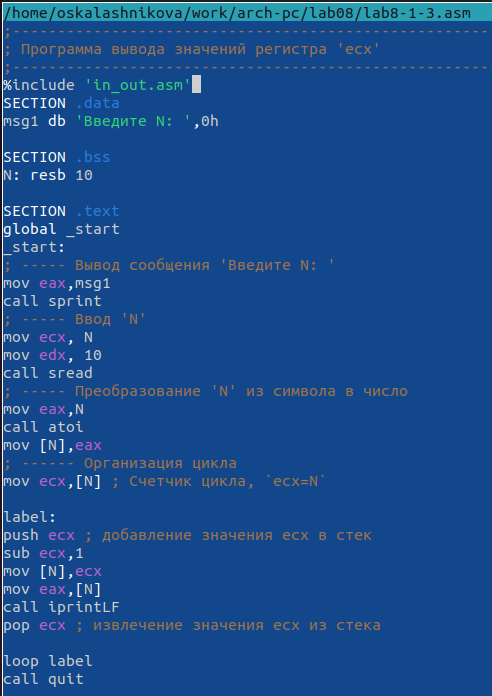 /home/oskalashnikova/work/arch-pc/lab08/lab8-1-3.asm
;-----------------------------------------------------
; Программа вывода значений регистра 'ecx'
;-----------------------------------------------------
%include 'in_out.asm'
SECTION .data
msg1 db 'Введите N: ',0h
SECTION .bss
N: resb 10
SECTION .text
global _start
_start:
; ----- Вывод сообщения 'Введите N: '
mov eax,msg1
call sprint
; ----- Ввод 'N'
mov ecx, N
mov edx, 10
call sread
; ----- Преобразование 'N' из символа в число
mov eax,N
call atoi
mov [N],eax
; ------ Организация цикла
mov ecx,[N] ; Счетчик цикла, `ecx=N`
label:
push ecx ; добавление значения ecx в стек
sub ecx,1
mov [N],ecx
mov eax,[N]
call iprintLF
pop ecx ; извлечение значения ecx из стека
loop label
call quit